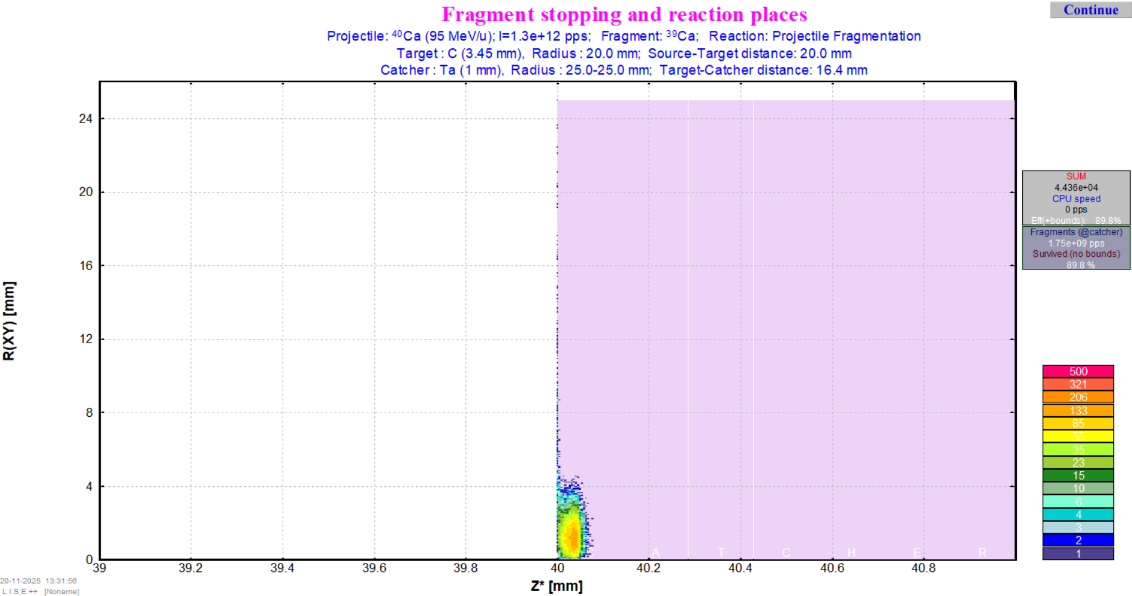 Fragment stopping and reaction places
Continue
Projectile: ⁴⁰Ca (95 MeV/u); I=1.3e+12 pps; Fragment: ³⁹Ca; Reaction: Projectile Fragmentation
Target : C (3.45 mm), Radius : 20.0 mm; Source-Target distance: 20.0 mm
Catcher : Ta (1 mm), Radius : 25.0-25.0 mm; Target-Catcher distance: 16.4 mm
24
20
16
12
8
4
0
R(XY) [mm]
SUM
4.436e+04
CPU speed
0 pps
Eff(+bounds): 89.8%
Fragments (@catcher)
1.75e+09 pps
Survived (no bounds)
89.8 %
500
321
206
133
85
55
35
23
15
10
6
4
3
2
1
A T C H E R
39 39.2 39.4 39.6 39.8 40 40.2 40.4 40.6 40.8
Z* [mm]
20-11-2025 13:31:56
L I S E ++ [Noname]